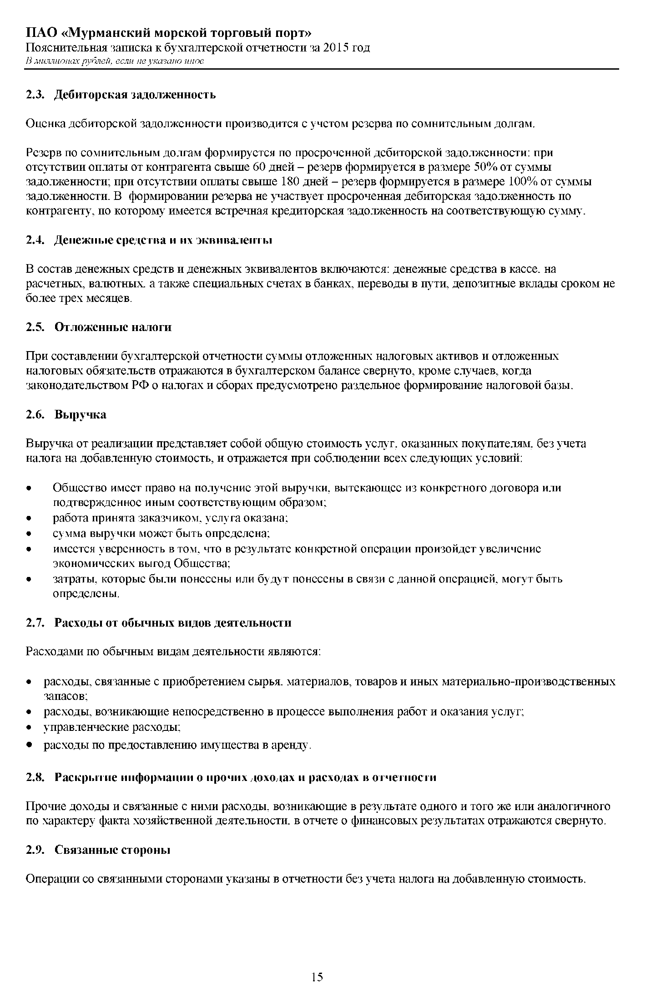 ПАО «Мурманский морской торговый порт»
Пояснительная записка к бухгалтерской отчетности за 2015 год
В миллионах рублей, если не указано иное
2.3. Дебиторская задолженность
Оценка дебиторской задолженности производится с учетом резерва по сомнительным долгам.
Резерв по сомнительным долгам формируется по просроченной дебиторской задолженности: при
отсутствии оплаты от контрагента свыше 60 дней – резерв формируется в размере 50% от суммы
задолженности; при отсутствии оплаты свыше 180 дней – резерв формируется в размере 100% от суммы
задолженности. В формировании резерва не участвует просроченная дебиторская задолженность по
контрагенту, по которому имеется встречная кредиторская задолженность на соответствующую сумму.
2.4. Денежные средства и их эквиваленты
В состав денежных средств и денежных эквивалентов включаются: денежные средства в кассе, на
расчетных, валютных, а также специальных счетах в банках, переводы в пути, депозитные вклады сроком не
более трех месяцев.
2.5. Отложенные налоги
При составлении бухгалтерской отчетности суммы отложенных налоговых активов и отложенных
налоговых обязательств отражаются в бухгалтерском балансе свернуто, кроме случаев, когда
законодательством РФ о налогах и сборах предусмотрено раздельное формирование налоговой базы.
2.6. Выручка
Выручка от реализации представляет собой общую стоимость услуг, оказанных покупателям, без учета
налога на добавленную стоимость, и отражается при соблюдении всех следующих условий:
• Общество имеет право на получение этой выручки, вытекающее из конкретного договора или
подтвержденное иным соответствующим образом;
• работа принята заказчиком, услуга оказана;
• сумма выручки может быть определена;
• имеется уверенность в том, что в результате конкретной операции произойдет увеличение
экономических выгод Общества;
• затраты, которые были понесены или будут понесены в связи с данной операцией, могут быть
определены.
2.7. Расходы от обычных видов деятельности
Расходами по обычным видам деятельности являются:
• расходы, связанные с приобретением сырья, материалов, товаров и иных материально-производственных
запасов;
• расходы, возникающие непосредственно в процессе выполнения работ и оказания услуг;
• управленческие расходы;
• расходы по предоставлению имущества в аренду.
2.8. Раскрытие информации о прочих доходах и расходах в отчетности
Прочие доходы и связанные с ними расходы, возникающие в результате одного и того же или аналогичного
по характеру факта хозяйственной деятельности, в отчете о финансовых результатах отражаются свернуто.
2.9. Связанные стороны
Операции со связанными сторонами указаны в отчетности без учета налога на добавленную стоимость.
15